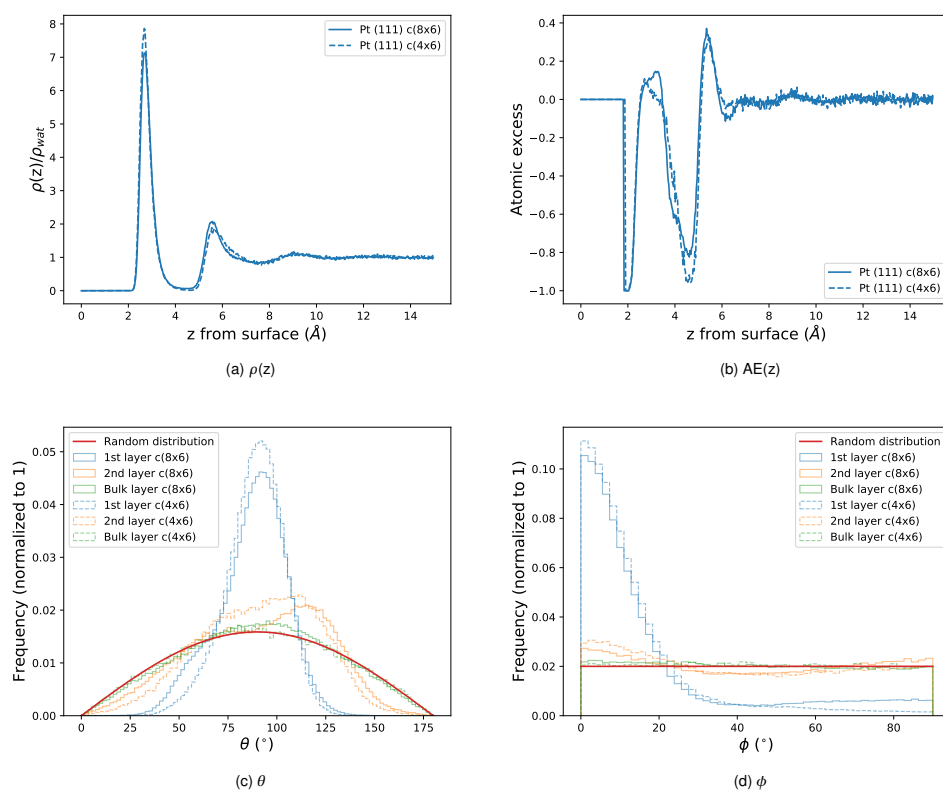 8
7
6
5
4
3
2
1
0
ρ(z)/ρwat
Pt (111) c(8x6)
Pt (111) c(4x6)
0 2 4 6 8 10 12 14
z from surface (Å)
(a) ρ(z)
0.4
0.2
0.0
−0.2
−0.4
−0.6
−0.8
−1.0
Atomic excess
Pt (111) c(8x6)
Pt (111) c(4x6)
0 2 4 6 8 10 12 14
z from surface (Å)
(b) AE(z)
0.05
0.04
0.03
0.02
0.01
0.00
Frequency (normalized to 1)
Random distribution
1st layer c(8x6)
2nd layer c(8x6)
Bulk layer c(8x6)
1st layer c(4x6)
2nd layer c(4x6)
Bulk layer c(4x6)
0 25 50 75 100 125 150 175
θ (°)
(c) θ
0.10
0.08
0.06
0.04
0.02
0.00
Frequency (normalized to 1)
Random distribution
1st layer c(8x6)
2nd layer c(8x6)
Bulk layer c(8x6)
1st layer c(4x6)
2nd layer c(4x6)
Bulk layer c(4x6)
0 20 40 60 80
ϕ (°)
(d) ϕ